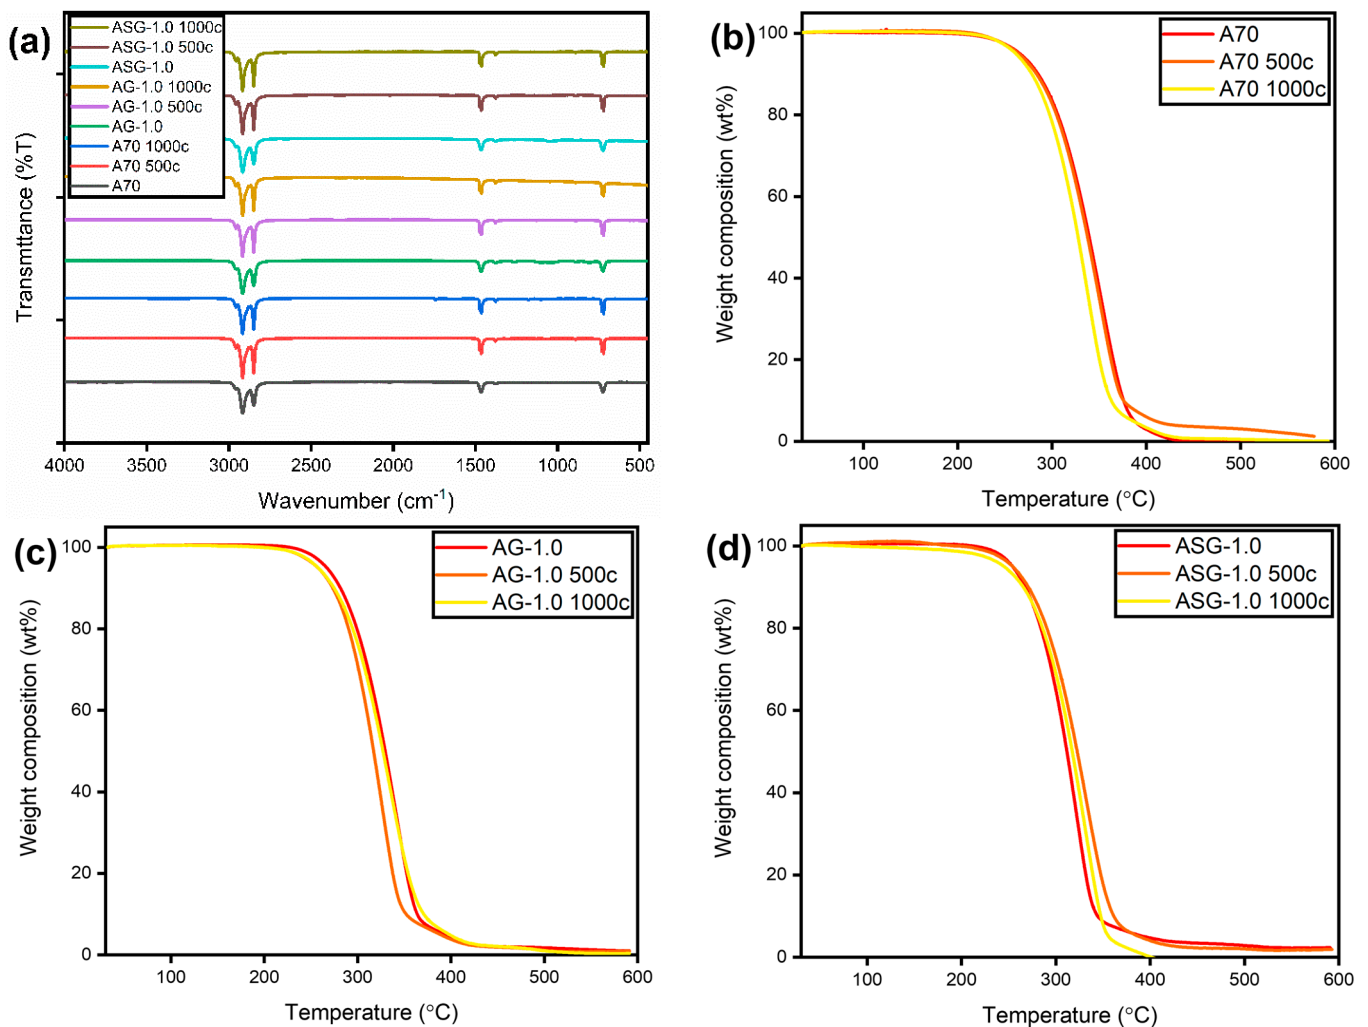 (a)
ASG-1.0 1000c
ASG-1.0 500c
ASG-1.0
AG-1.0 1000c
AG-1.0 500c
AG-1.0
A70 1000c
A70 500c
A70
Transmttance (%T)
4000 3500 3000 2500 2000 1500 1000 500
Wavenumber (cm-1)
(b)
A70
A70 500c
A70 1000c
Weight composition (wt%)
100
80
60
40
20
0
100 200 300 400 500 600
Temperature (°C)
(c)
AG-1.0
AG-1.0 500c
AG-1.0 1000c
Weight composition (wt%)
100
80
60
40
20
0
100 200 300 400 500 600
Temperature (°C)
(d)
ASG-1.0
ASG-1.0 500c
ASG-1.0 1000c
Weight composition (wt%)
100
80
60
40
20
0
100 200 300 400 500 600
Temperature (°C)